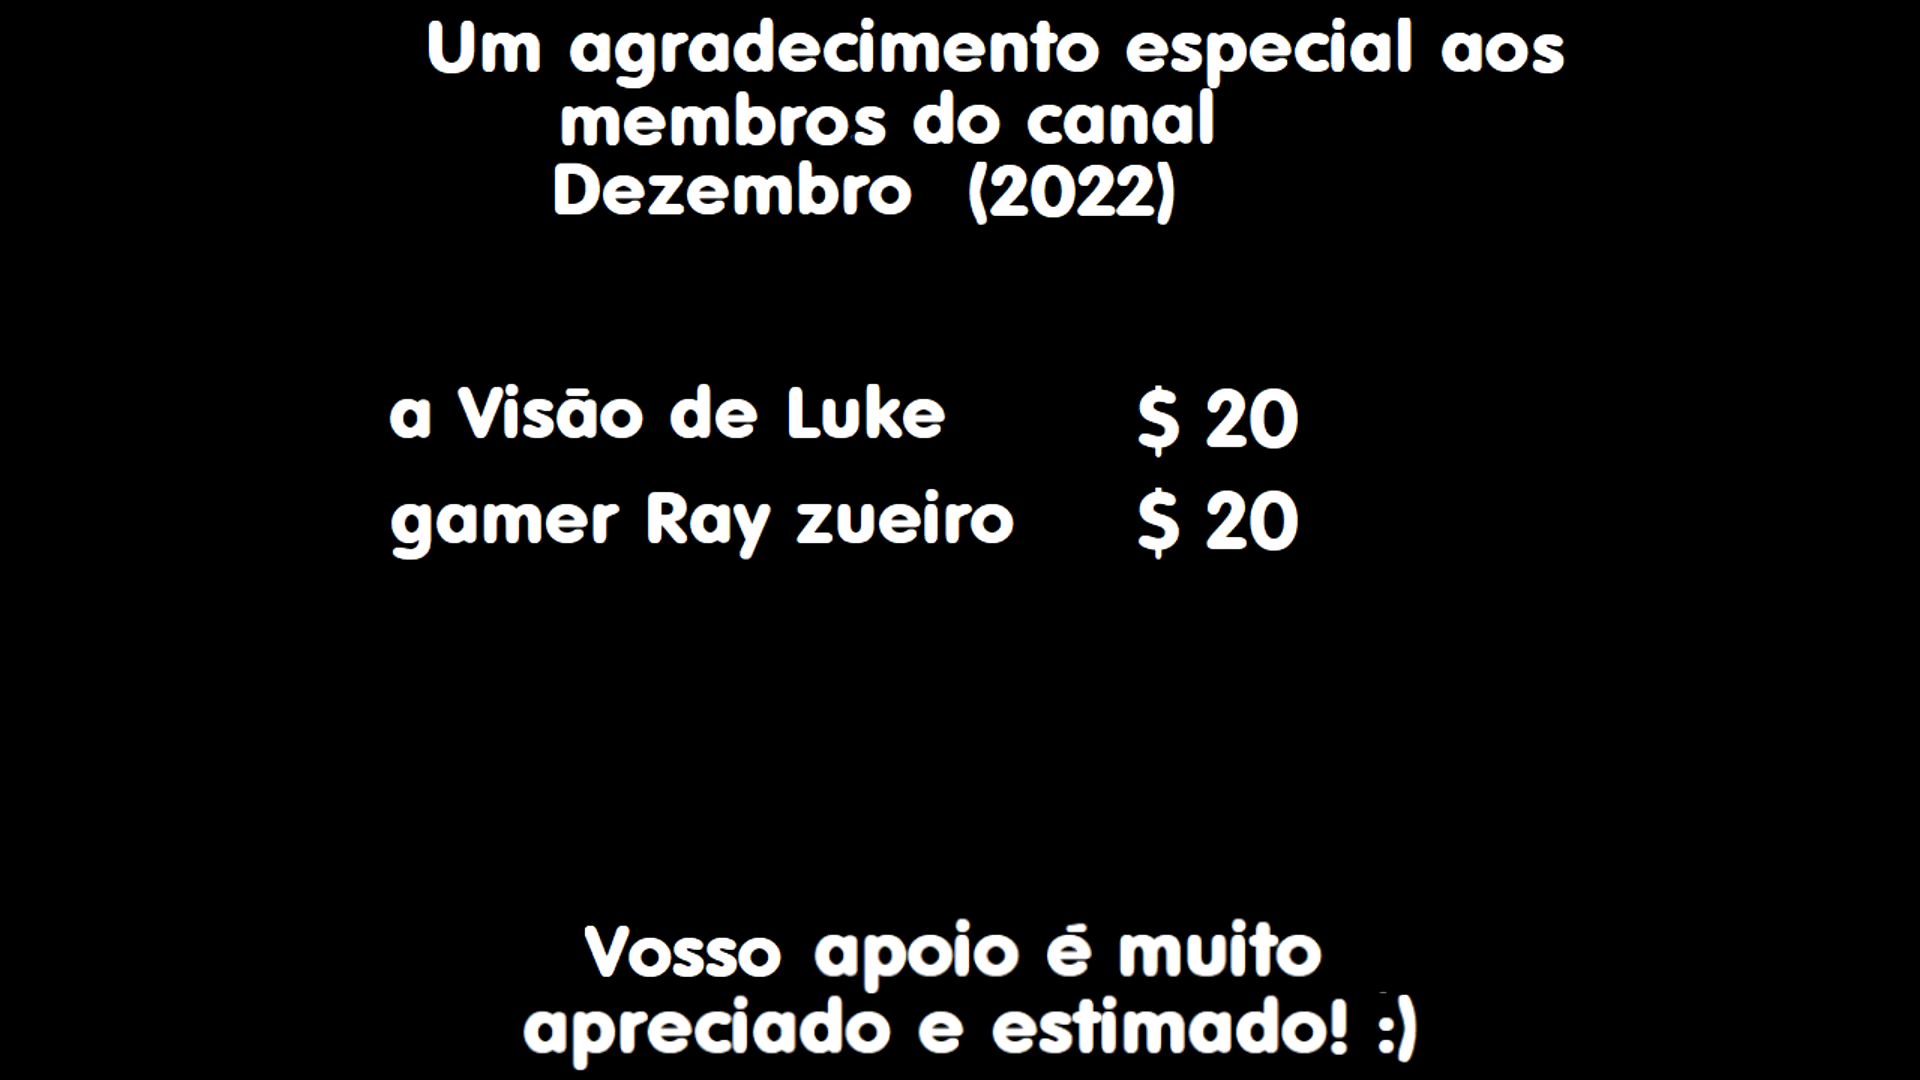 Um agradecimento especial aos
membros do canal
Dezembro (2022)
a Visão de Luke $ 20
gamer Ray zueiro $ 20
Vosso apoio é muito
apreciado e estimado! :)